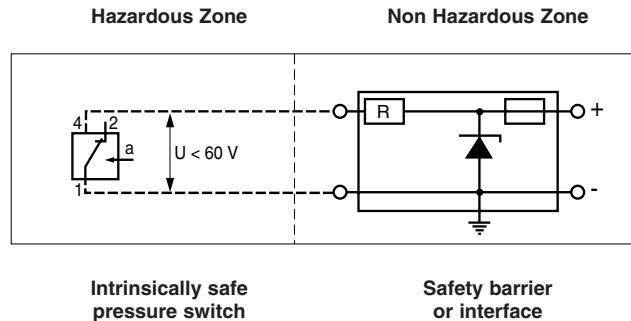 Hazardous Zone
Non Hazardous Zone
4 2
a
U < 60 V
1
R
+
-
Intrinsically safe
pressure switch
Safety barrier
or interface